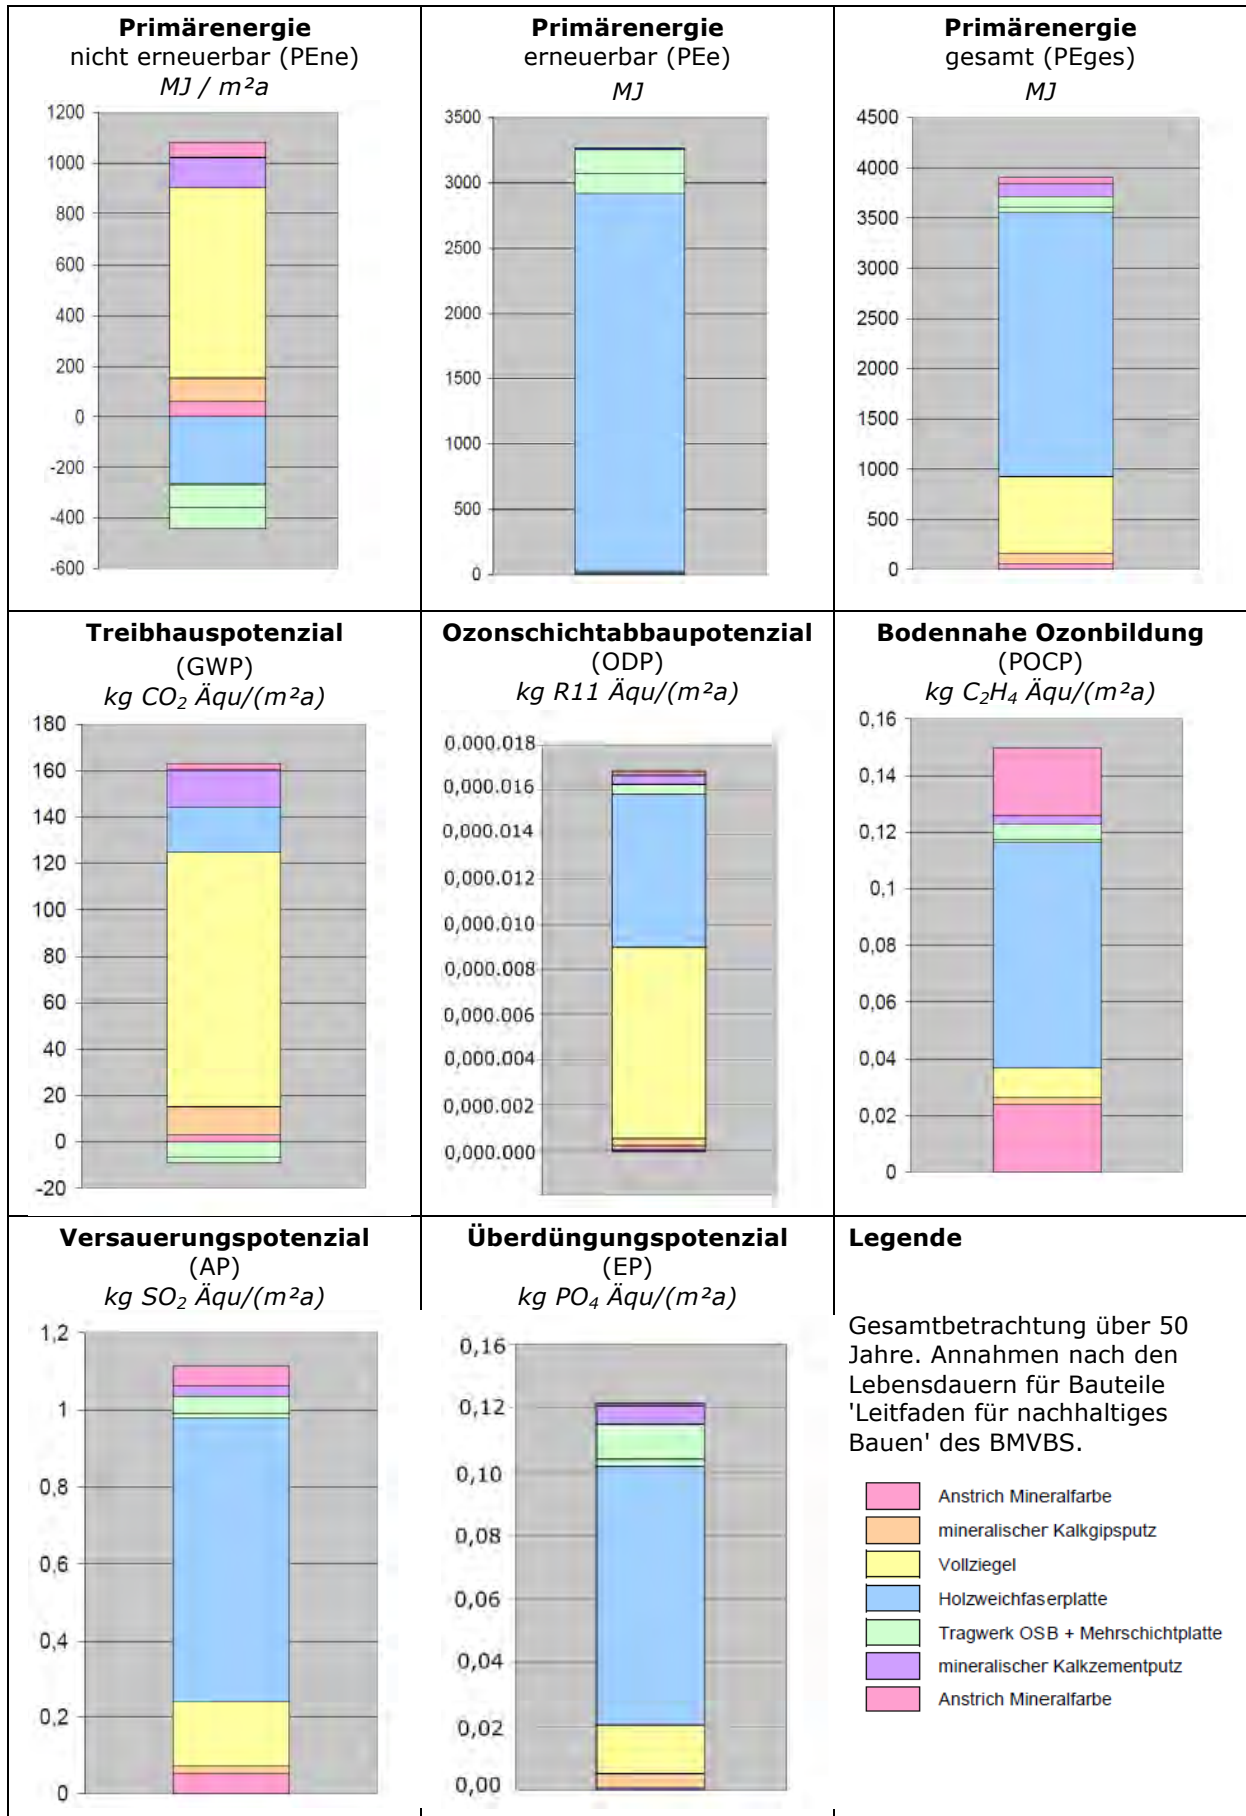 Primärenergie
nicht erneuerbar (PEne)
MJ / m²a
1200
1000
800
600
400
200
0
-200
-400
-600
Primärenergie
erneuerbar (PEe)
MJ
3500
3000
2500
2000
1500
1000
500
0
Primärenergie
gesamt (PEges)
MJ
4500
4000
3500
3000
2500
2000
1500
1000
500
0
Treibhauspotenzial
(GWP)
kg CO₂ Äqu/(m²a)
180
160
140
120
100
80
60
40
20
0
-20
Ozonschichtabbaupotenzial
(ODP)
kg R11 Äqu/(m²a)
0.000.018
0,000.016
0,000.014
0,000.012
0,000.010
0,000.008
0,000.006
0,000.004
0,000.002
0,000.000
Bodennahe Ozonbildung
(POCP)
kg C₂H₄ Äqu/(m²a)
0,16
0,14
0,12
0,1
0,08
0,06
0,04
0,02
0
Versauerungspotenzial
(AP)
kg SO₂ Äqu/(m²a)
1,2
1
0,8
0,6
0,4
0,2
0
Überdüngungspotenzial
(EP)
kg PO₄ Äqu/(m²a)
0,16
0,12
0,10
0,08
0,06
0,04
0,02
0,00
Legende
Gesamtbetrachtung über 50
Jahre. Annahmen nach den
Lebensdauern für Bauteile
'Leitfaden für nachhaltiges
Bauen' des BMVBS.
Anstrich Mineralfarbe
mineralischer Kalkgipsputz
Vollziegel
Holzweichfaserplatte
Tragwerk OSB + Mehrschichtplatte
mineralischer Kalkzementputz
Anstrich Mineralfarbe